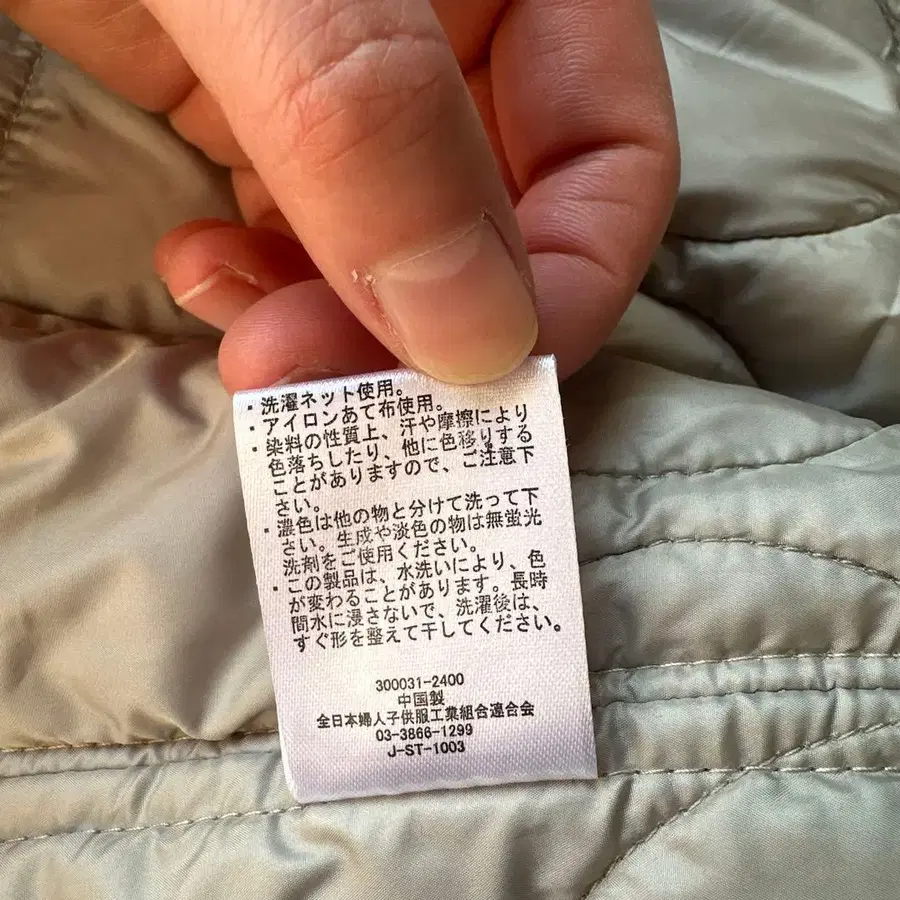 ・洗濯ネット使用。
・アイロンあて布使用。
・染料の性質上、汗や摩擦により
色落ちしたり、他に色移りする
ことがありますので、ご注意下
さい。
・濃色は他の物と分けて洗って下
さい。生成や淡色の物は無蛍光
洗剤をご使用ください。
・この製品は、水洗いにより、色
が変わることがあります。長時
間水に浸さないで、洗濯後は、
すぐ形を整えて干してください。
300031-2400
中国製
全日本婦人子供服工業組合連合会
03-3866-1299
J-ST-1003